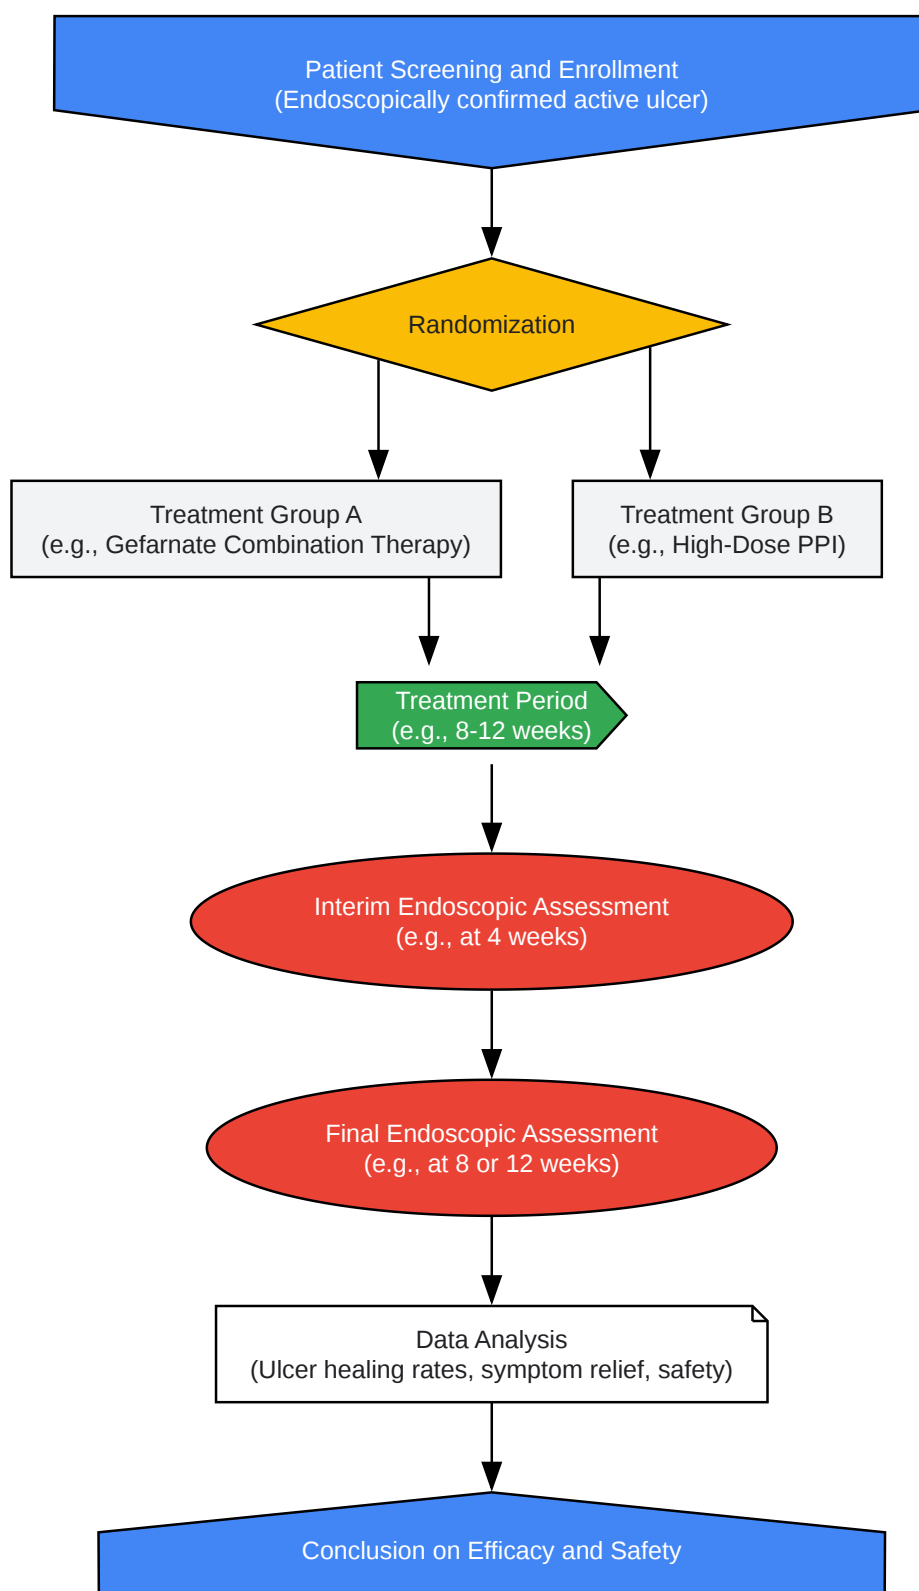 Patient Screening and Enrollment
(Endoscopically confirmed active ulcer)
Randomization
Treatment Group A
(e.g., Gefarnate Combination Therapy)
Treatment Group B
(e.g., High-Dose PPI)
Treatment Period
(e.g., 8-12 weeks)
Interim Endoscopic Assessment
(e.g., at 4 weeks)
Final Endoscopic Assessment
(e.g., at 8 or 12 weeks)
Data Analysis
(Ulcer healing rates, symptom relief, safety)
Conclusion on Efficacy and Safety